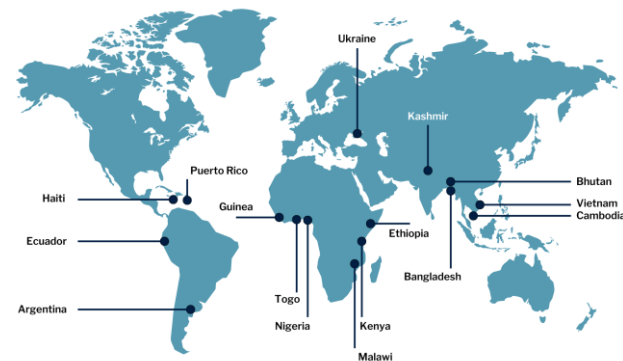 Ukraine
Kashmir
Puerto Rico
Bhutan
Haiti
Vietnam
Guinea
Cambodia
Ethiopia
Ecuador
Bangladesh
Togo
Argentina
Nigeria
Kenya
Malawi